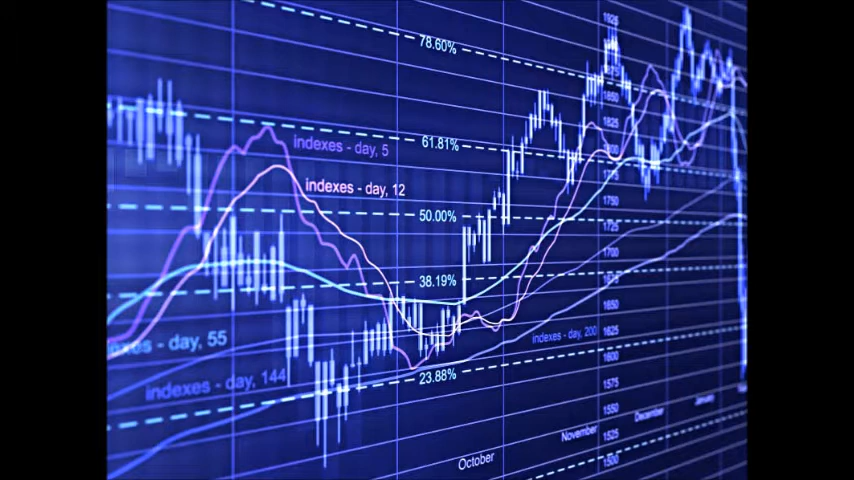 78.60%
61.81%
indexes - day, 5
indexes - day, 12
50.00%
38.19%
indexes - day, 200
indexes - day, 55
indexes - day, 144
23.88%
1925
1875
1850
1825
1800
1750
1725
1700
1675
1650
1625
1600
1575
1550
1525
1500
October
November
December
January